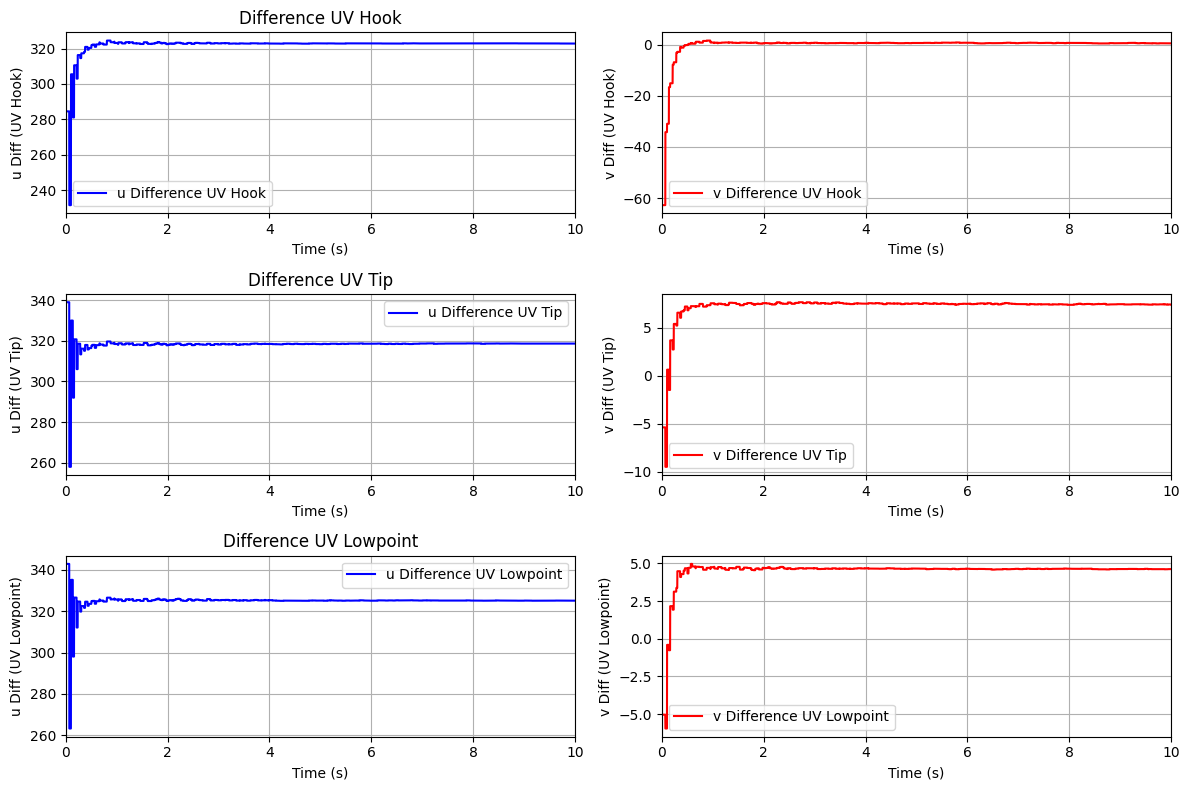 Difference UV Hook
u Diff (UV Hook)
320
300
280
260
240
u Difference UV Hook
0 2 4 6 8 10
Time (s)
v Diff (UV Hook)
0
−20
−40
−60
v Difference UV Hook
0 2 4 6 8 10
Time (s)
Difference UV Tip
u Diff (UV Tip)
340
320
300
280
260
u Difference UV Tip
0 2 4 6 8 10
Time (s)
v Diff (UV Tip)
5
0
−5
−10
v Difference UV Tip
0 2 4 6 8 10
Time (s)
Difference UV Lowpoint
u Diff (UV Lowpoint)
340
320
300
280
260
u Difference UV Lowpoint
0 2 4 6 8 10
Time (s)
v Diff (UV Lowpoint)
5.0
2.5
0.0
−2.5
−5.0
v Difference UV Lowpoint
0 2 4 6 8 10
Time (s)